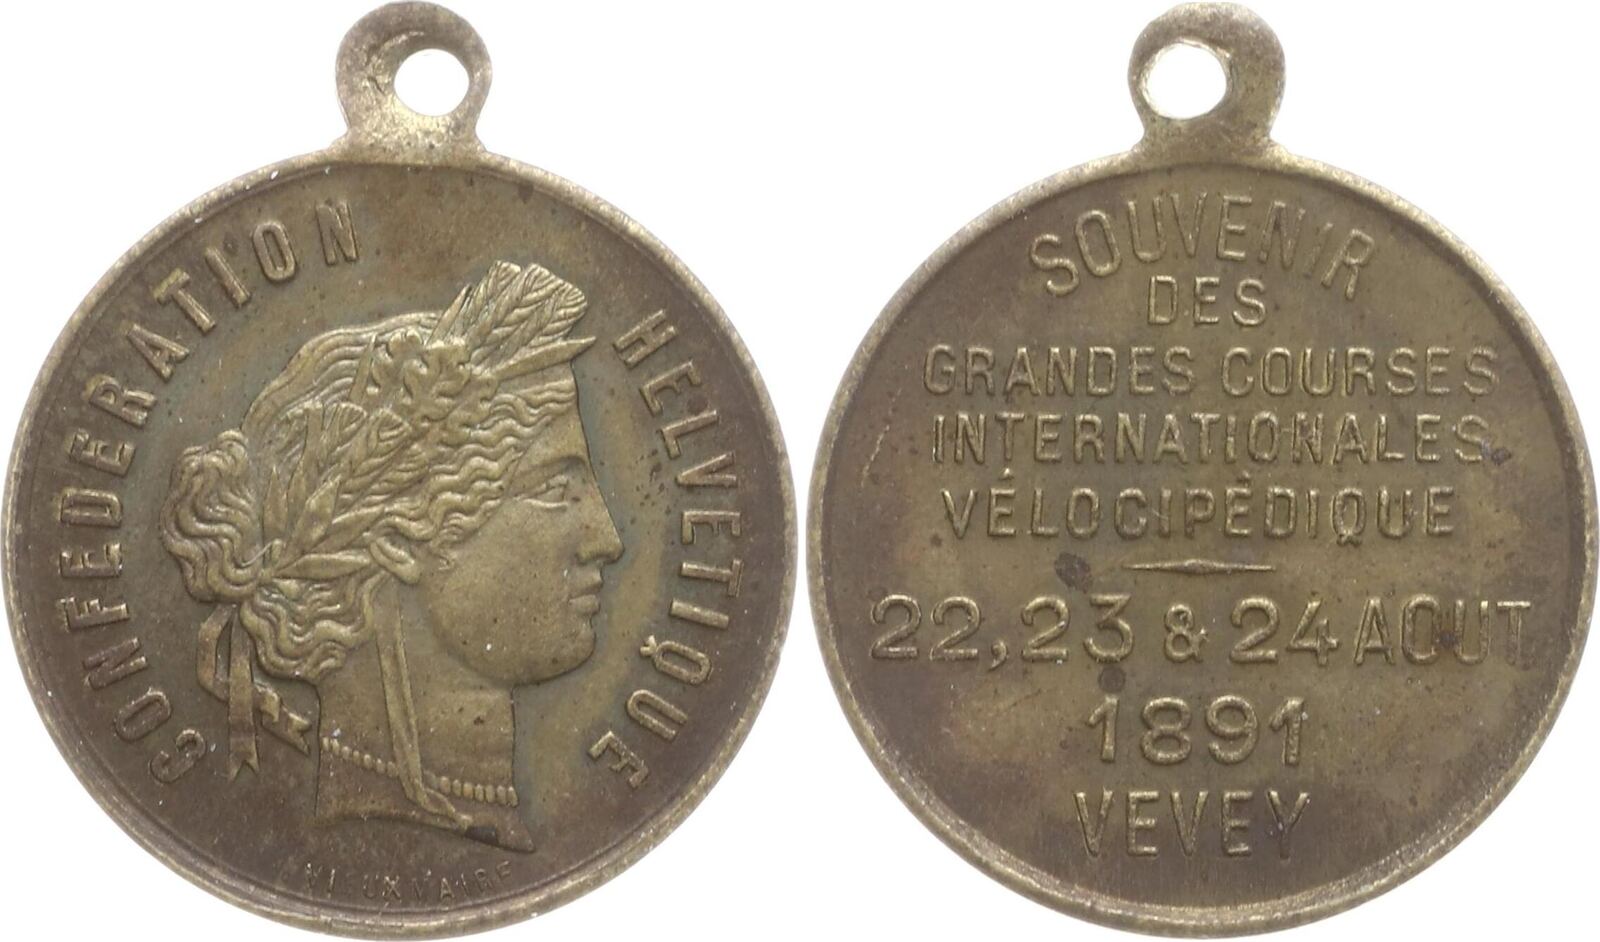 CONFEDERATION HELVETIQUE
SOUVENIR
DES
GRANDES COURSES
INTERNATIONALES
VÉLOCIPÉDIQUE
22, 23 & 24 AOUT
1891
VEVEY